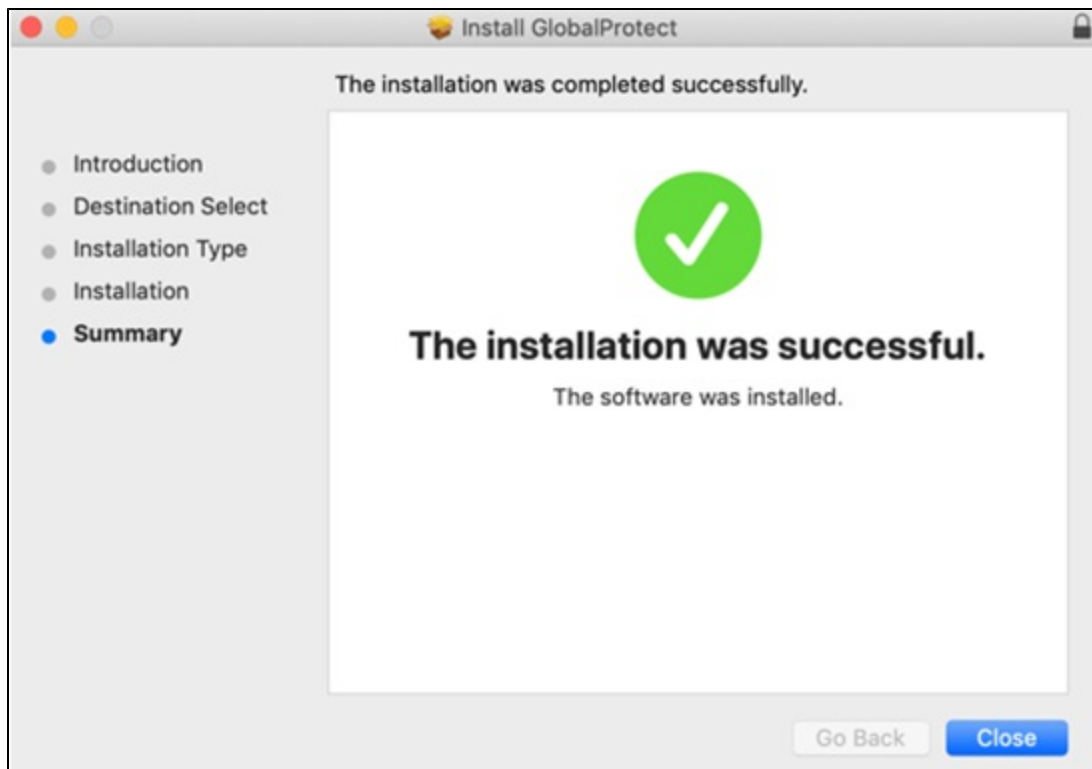 Install GlobalProtect
The installation was completed successfully.
Introduction
Destination Select
Installation Type
Installation
Summary
The installation was successful.
The software was installed.
Go Back
Close